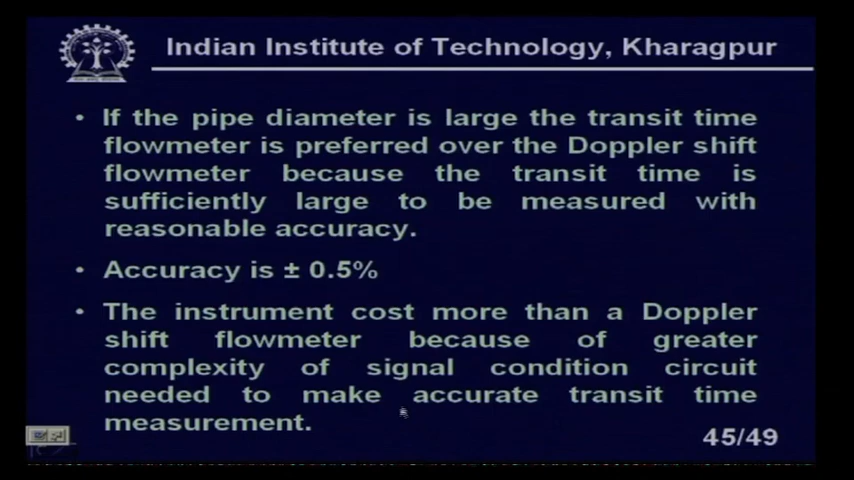 Indian Institute of Technology, Kharagpur
• If the pipe diameter is large the transit time
flowmeter is preferred over the Doppler shift
flowmeter because the transit time is
sufficiently large to be measured with
reasonable accuracy.
• Accuracy is ± 0.5%
• The instrument cost more than a Doppler
shift flowmeter because of greater
complexity of signal condition circuit
needed to make accurate transit time
measurement.
45/49